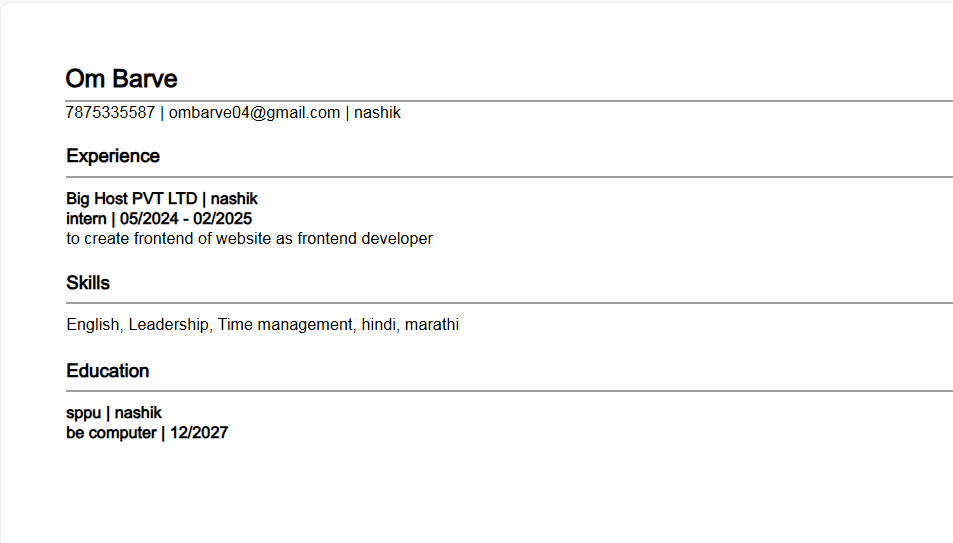 Om Barve
7875335587 | ombarve04@gmail.com | nashik
Experience
Big Host PVT LTD | nashik
intern | 05/2024 - 02/2025
to create frontend of website as frontend developer
Skills
English, Leadership, Time management, hindi, marathi
Education
sppu | nashik
be computer | 12/2027